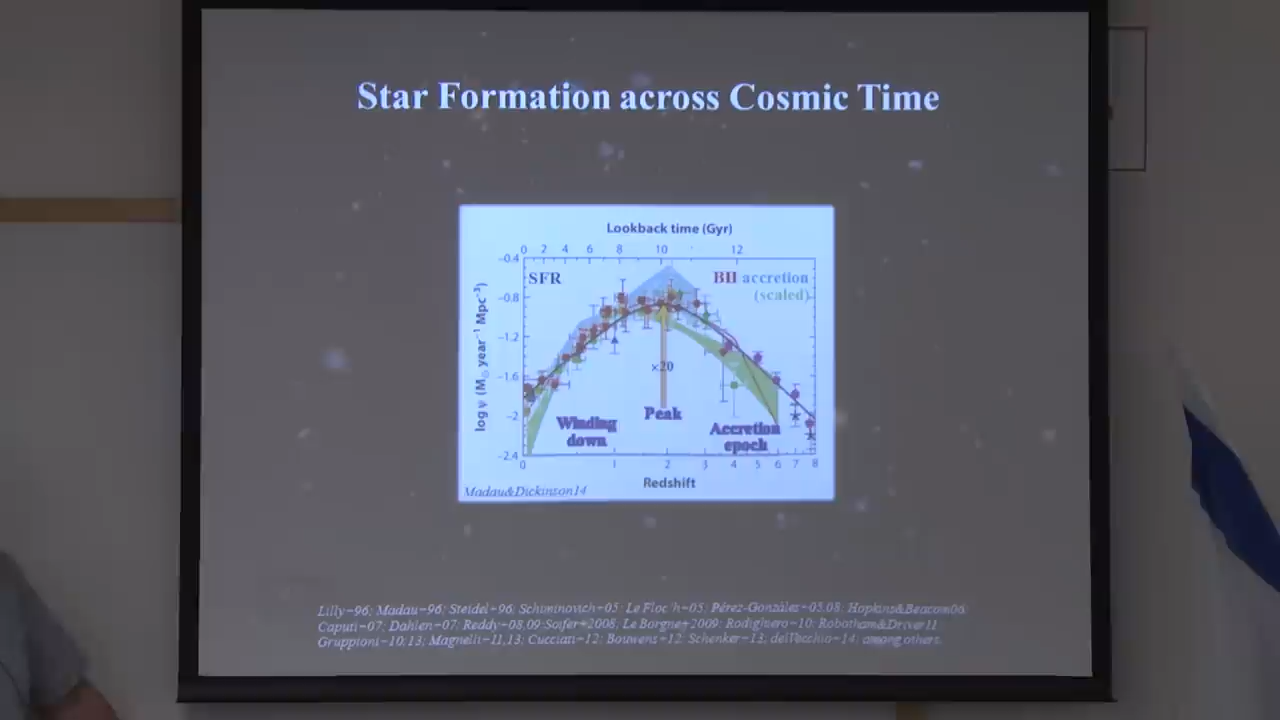 Star Formation across Cosmic Time
Lookback time (Gyr)
0 2 4 6 8 10 12
SFR
BH accretion
(scaled)
log ψ (M☉ year⁻¹ Mpc⁻³)
-0.4
-0.8
-1.2
-1.6
-2
-2.4
×20
Winding
down
Peak
Accretion
epoch
0 1 2 3 4 5 6 7 8
Redshift
Madau&Dickinson14
Lilly+96; Madau+96; Steidel+96; Schiminovich+05; Le Floc'h+05; Pérez-González+05,08; Hopkins&Beacom06
Caputi+07; Dahlen+07; Reddy+08,09; Soifer+2008; Le Borgne+2009; Rodighiero+10; Robotham&Driver11
Gruppioni+10,13; Magnelli+11,13; Cucciati+12; Bouwens+12; Schenker+13; delVecchio+14; among others.